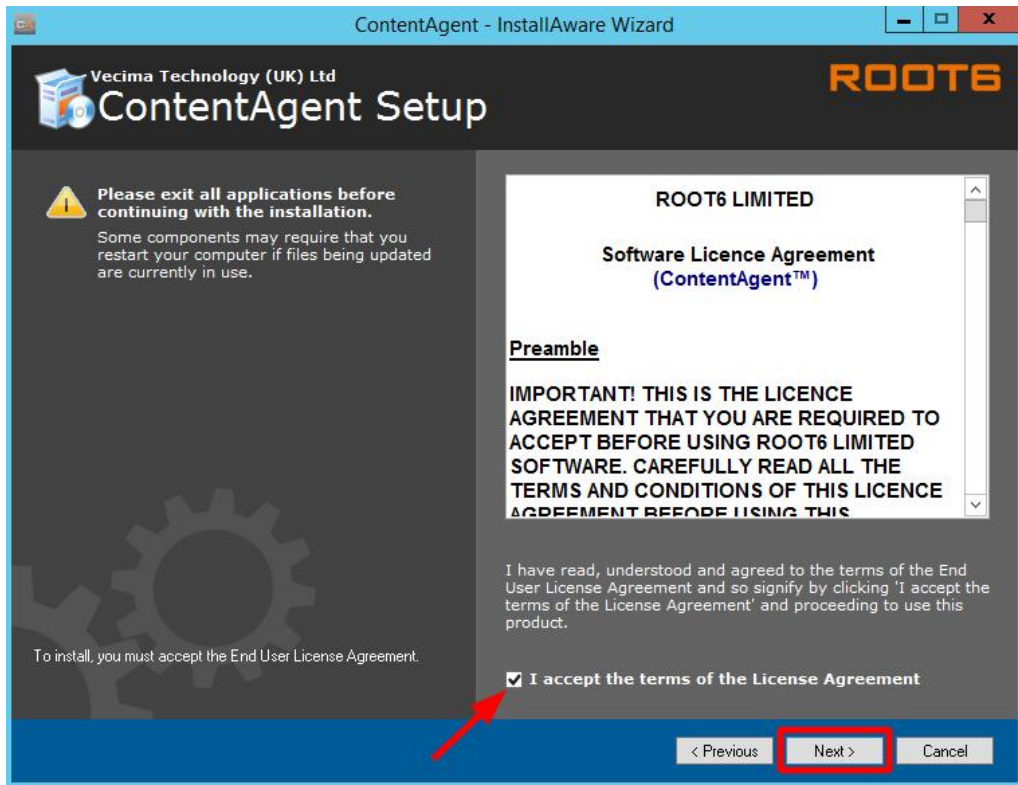 ContentAgent - InstallAware Wizard
Vecima Technology (UK) Ltd
ContentAgent Setup
ROOT6
Please exit all applications before
continuing with the installation.
Some components may require that you
restart your computer if files being updated
are currently in use.
To install, you must accept the End User License Agreement.
ROOT6 LIMITED
Software Licence Agreement
(ContentAgent™)
Preamble
IMPORTANT! THIS IS THE LICENCE
AGREEMENT THAT YOU ARE REQUIRED TO
ACCEPT BEFORE USING ROOT6 LIMITED
SOFTWARE. CAREFULLY READ ALL THE
TERMS AND CONDITIONS OF THIS LICENCE
AGREEMENT BEFORE USING THIS
I have read, understood and agreed to the terms of the End
User License Agreement and so signify by clicking 'I accept the
terms of the License Agreement' and proceeding to use this
product.
I accept the terms of the License Agreement
< Previous
Next >
Cancel